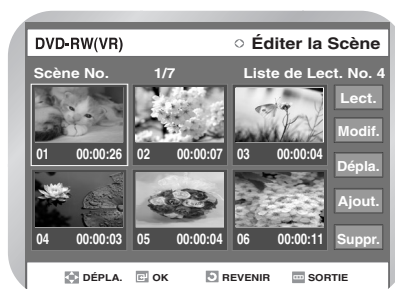 DVD-RW(VR) Éditer la Scène
Scène No. 1/7 Liste de Lect. No. 4
Lect.
01 00:00:26 02 00:00:07 03 00:00:04
Modif.
Dépla.
Ajout.
04 00:00:03 05 00:00:04 06 00:00:11
Suppr.
DÉPLA. OK REVENIR SORTIE